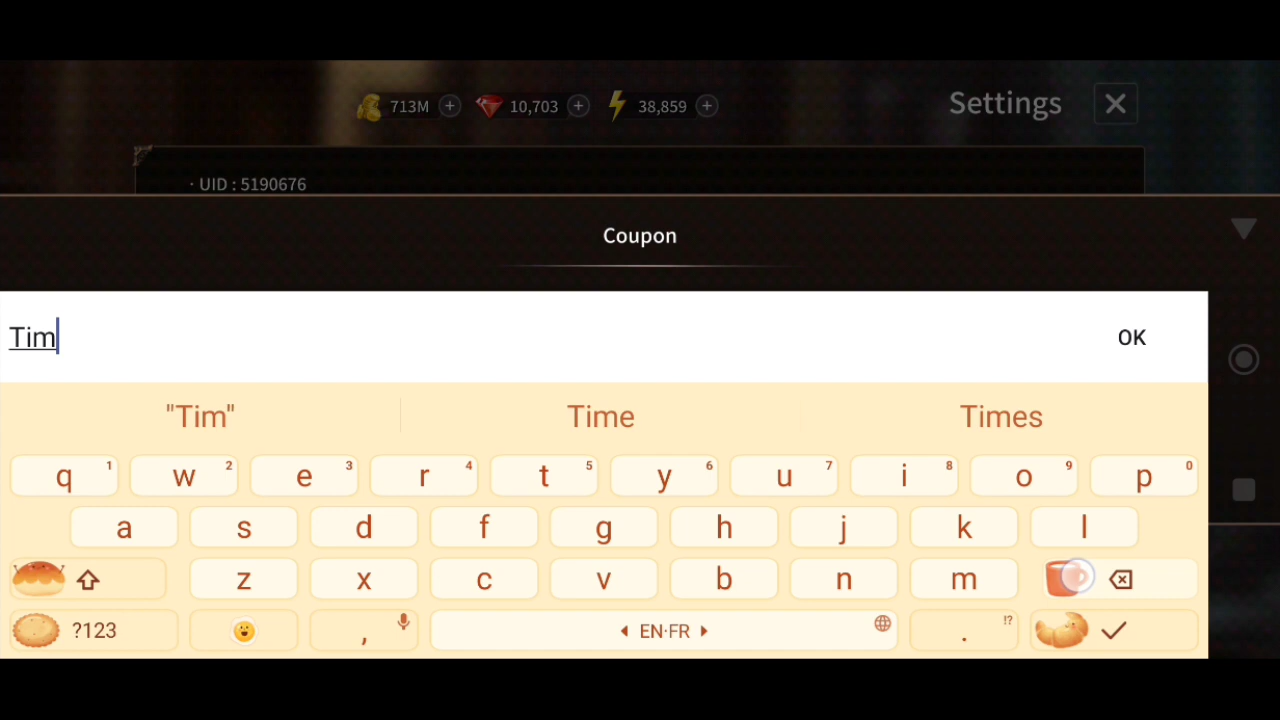 713M + 10,703 + 38,859 + Settings
· UID : 5190676
Coupon
Tim OK
"Tim" Time Times
q 1 w 2 e 3 r 4 t 5 y 6 u 7 i 8 o 9 p 0
a s d f g h j k l
z x c v b n m
?123 , EN·FR . !?